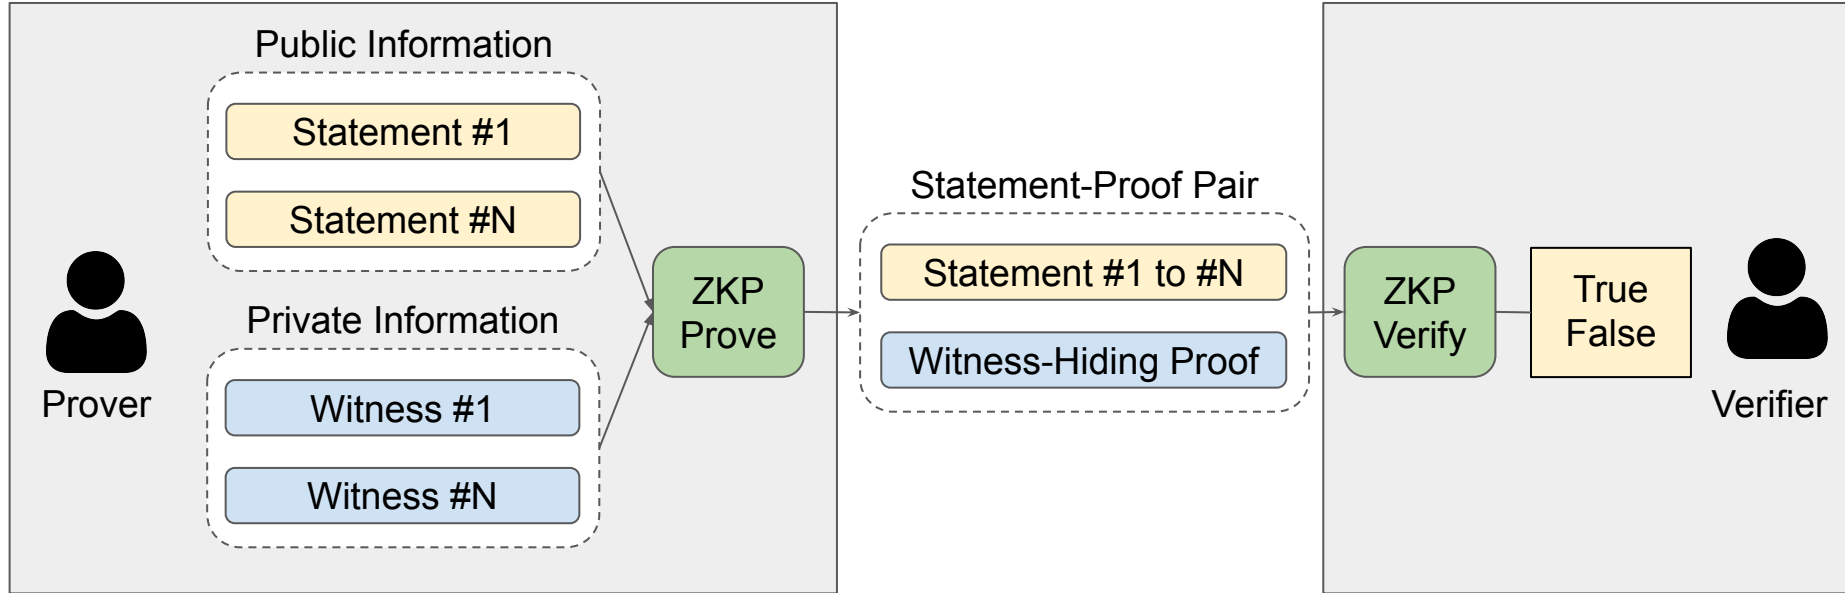 Public Information
Statement #1
Statement #N
Prover
Private Information
Witness #1
Witness #N
ZKP
Prove
Statement-Proof Pair
Statement #1 to #N
Witness-Hiding Proof
ZKP
Verify
True
False
Verifier